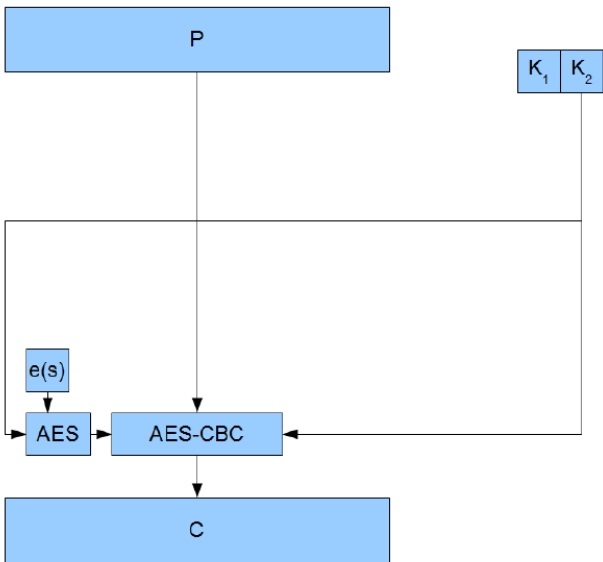 P
K₁ K₂
e(s)
AES AES-CBC
C